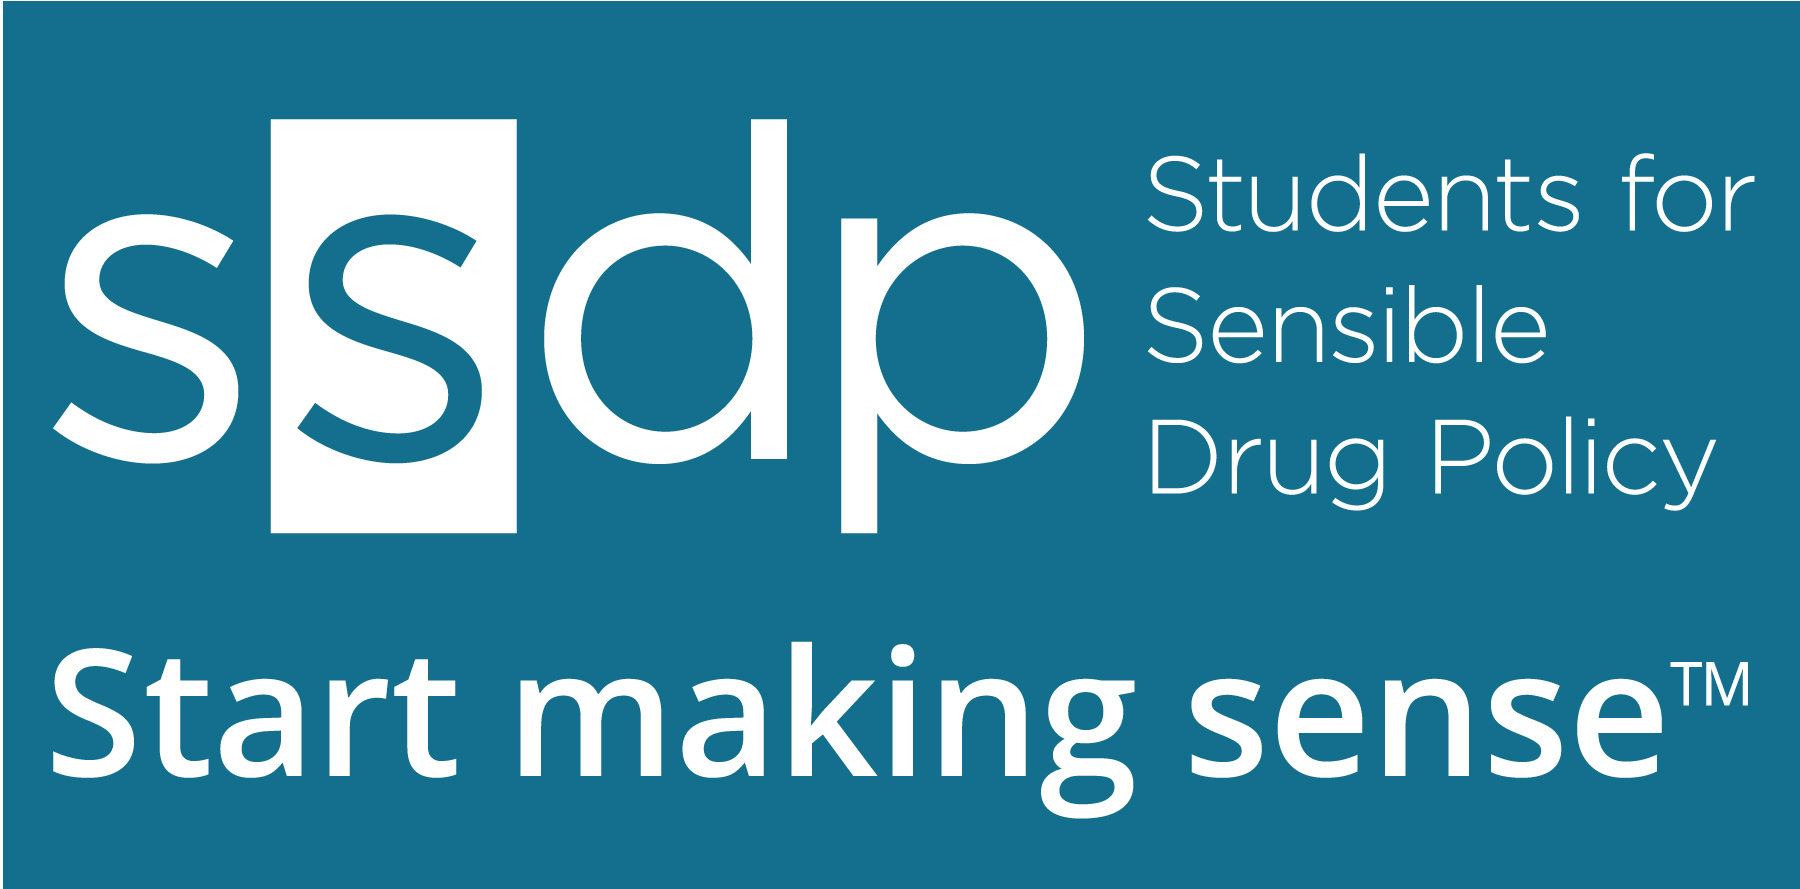 ssdp
Students for
Sensible
Drug Policy
Start making sense™